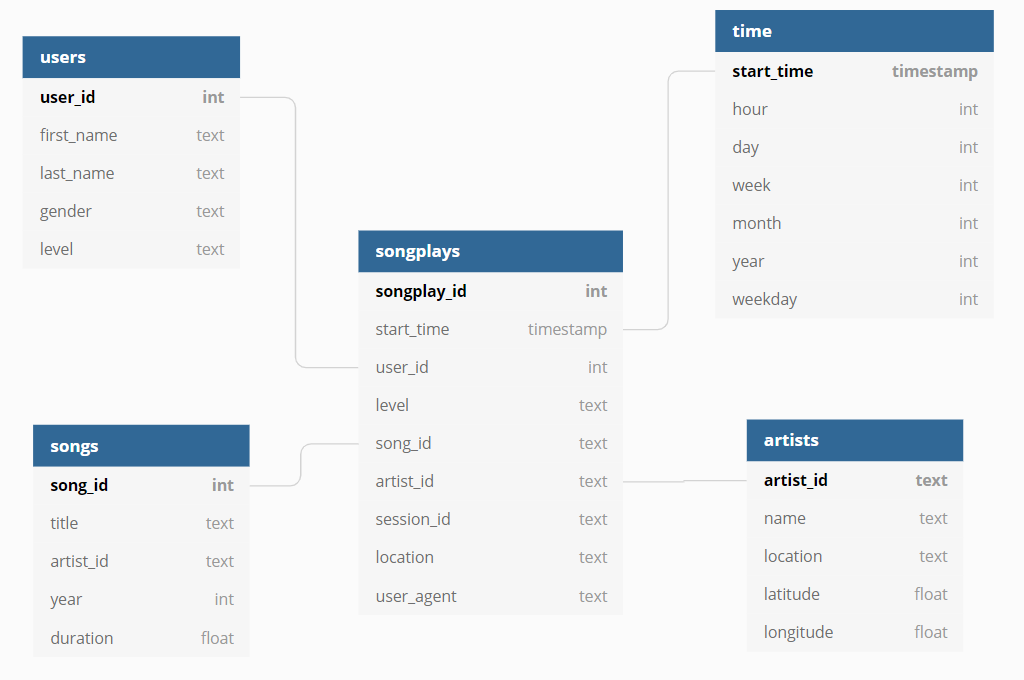 users
user_id int
first_name text
last_name text
gender text
level text
time
start_time timestamp
hour int
day int
week int
month int
year int
weekday int
songplays
songplay_id int
start_time timestamp
user_id int
level text
song_id text
artist_id text
session_id text
location text
user_agent text
songs
song_id int
title text
artist_id text
year int
duration float
artists
artist_id text
name text
location text
latitude float
longitude float